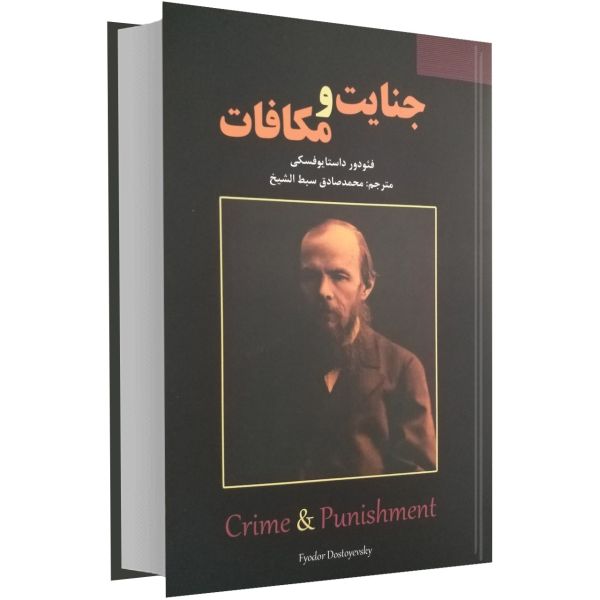 جنایت و
مکافات
فئودور داستایوفسکی
مترجم: محمدصادق سبط الشیخ
Crime & Punishment
Fyodor Dostoyevsky